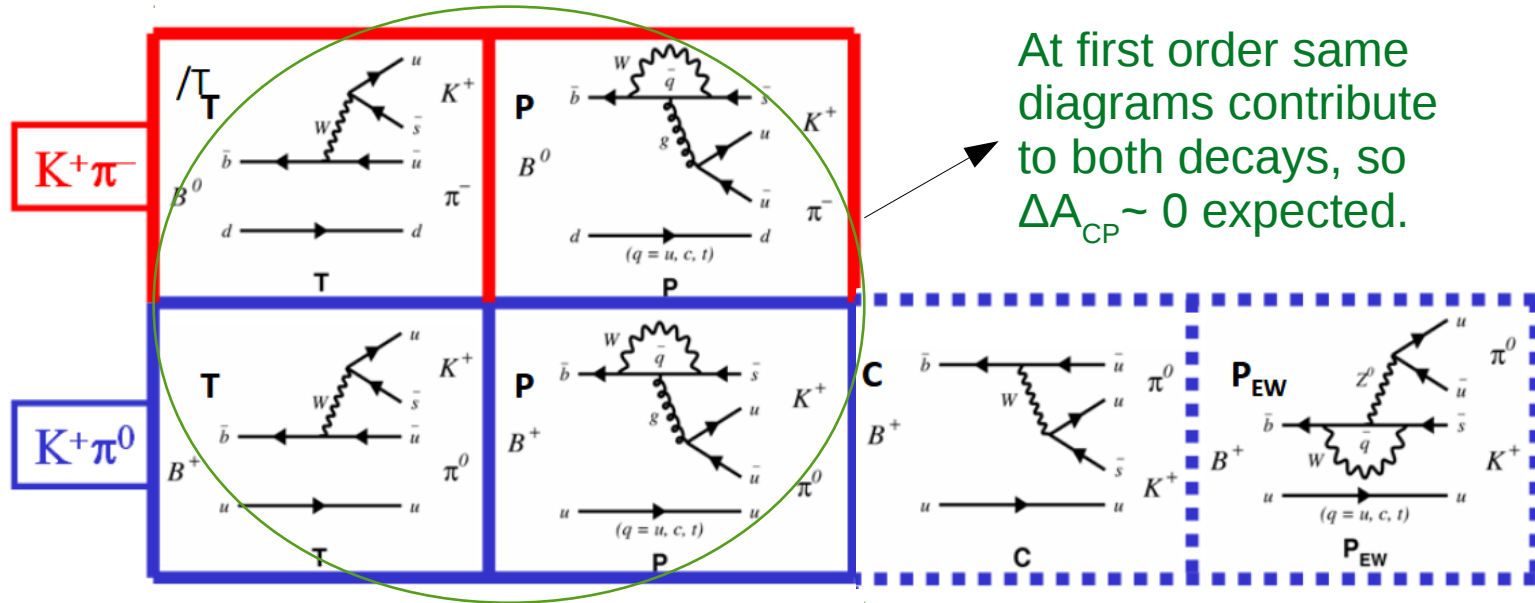 K⁺π⁻
/T
T
u
K⁺
s̄
W
b̄
ū
B⁰
π⁻
d
d
T
P
W
q̄
b̄
s̄
K⁺
u
g
B⁰
ū
π⁻
d
d
(q = u, c, t)
P
At first order same
diagrams contribute
to both decays, so
ΔA_CP ~ 0 expected.
K⁺π⁰
T
u
K⁺
s̄
W
b̄
ū
B⁺
π⁰
u
u
T
P
W
q̄
b̄
s̄
K⁺
u
g
B⁺
ū
π⁰
u
u
(q = u, c, t)
P
C
b̄
ū
π⁰
W
u
B⁺
s̄
K⁺
u
u
C
P_EW
u
π⁰
Z⁰
ū
b̄
s̄
q̄
W
B⁺
K⁺
u
u
(q = u, c, t)
P_EW